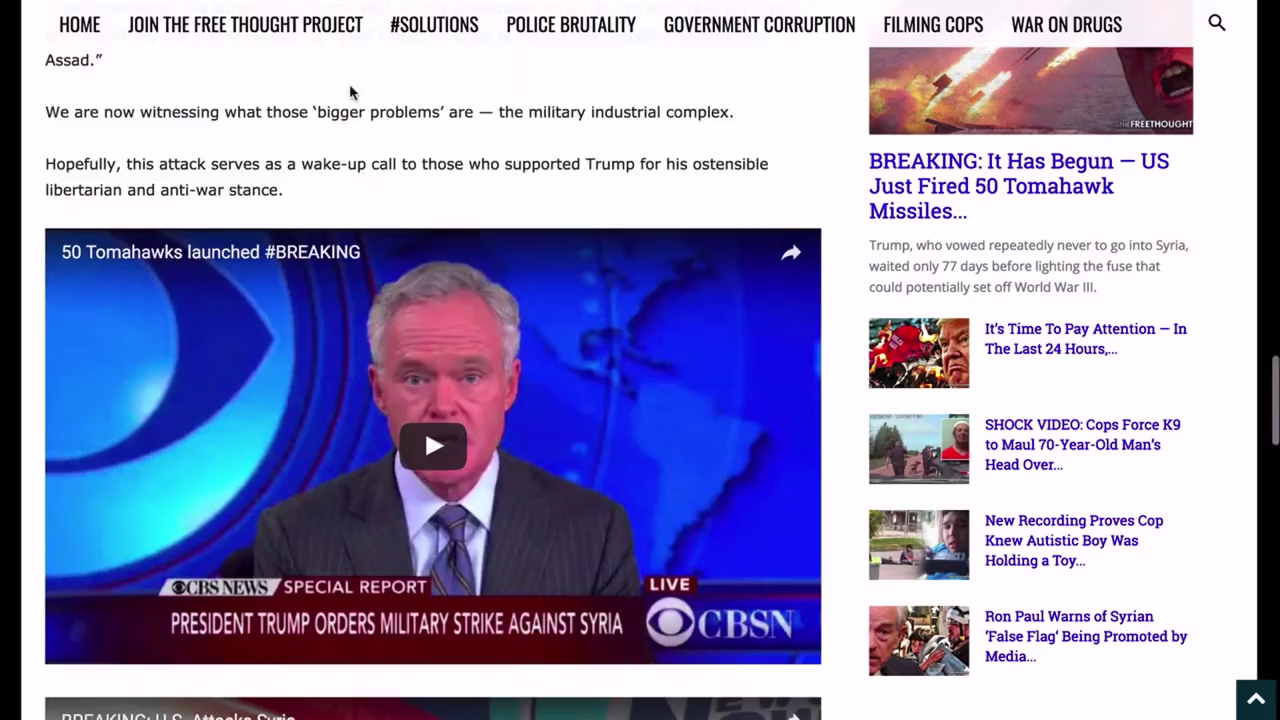 HOME JOIN THE FREE THOUGHT PROJECT #SOLUTIONS POLICE BRUTALITY GOVERNMENT CORRUPTION FILMING COPS WAR ON DRUGS
Assad.”
We are now witnessing what those ‘bigger problems’ are — the military industrial complex.
Hopefully, this attack serves as a wake-up call to those who supported Trump for his ostensible
libertarian and anti-war stance.
50 Tomahawks launched #BREAKING
CBS NEWS SPECIAL REPORT
LIVE
PRESIDENT TRUMP ORDERS MILITARY STRIKE AGAINST SYRIA
CBSN
BREAKING: U.S. Attacks Syria
THE FREETHOUGHT
BREAKING: It Has Begun — US
Just Fired 50 Tomahawk
Missiles...
Trump, who vowed repeatedly never to go into Syria,
waited only 77 days before lighting the fuse that
could potentially set off World War III.
It’s Time To Pay Attention — In
The Last 24 Hours,...
SHOCK VIDEO: Cops Force K9
to Maul 70-Year-Old Man’s
Head Over...
New Recording Proves Cop
Knew Autistic Boy Was
Holding a Toy...
Ron Paul Warns of Syrian
‘False Flag’ Being Promoted by
Media...